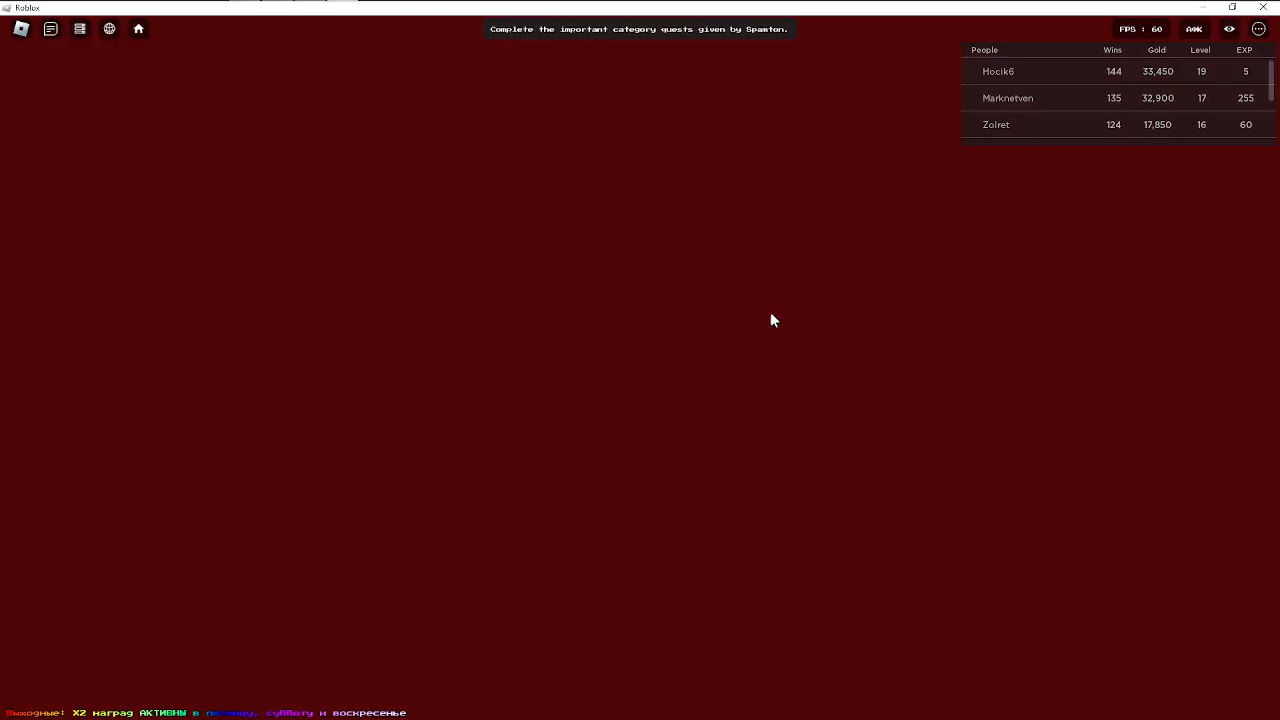 Roblox
Complete the important category quests given by Spamton.
FPS : 60
АФК
People Wins Gold Level EXP
Hocik6 144 33,450 19 5
Marknetven 135 32,900 17 255
Zolret 124 17,850 16 60
Выходные: X2 наград АКТИВНЫ в пятницу, субботу и воскресенье